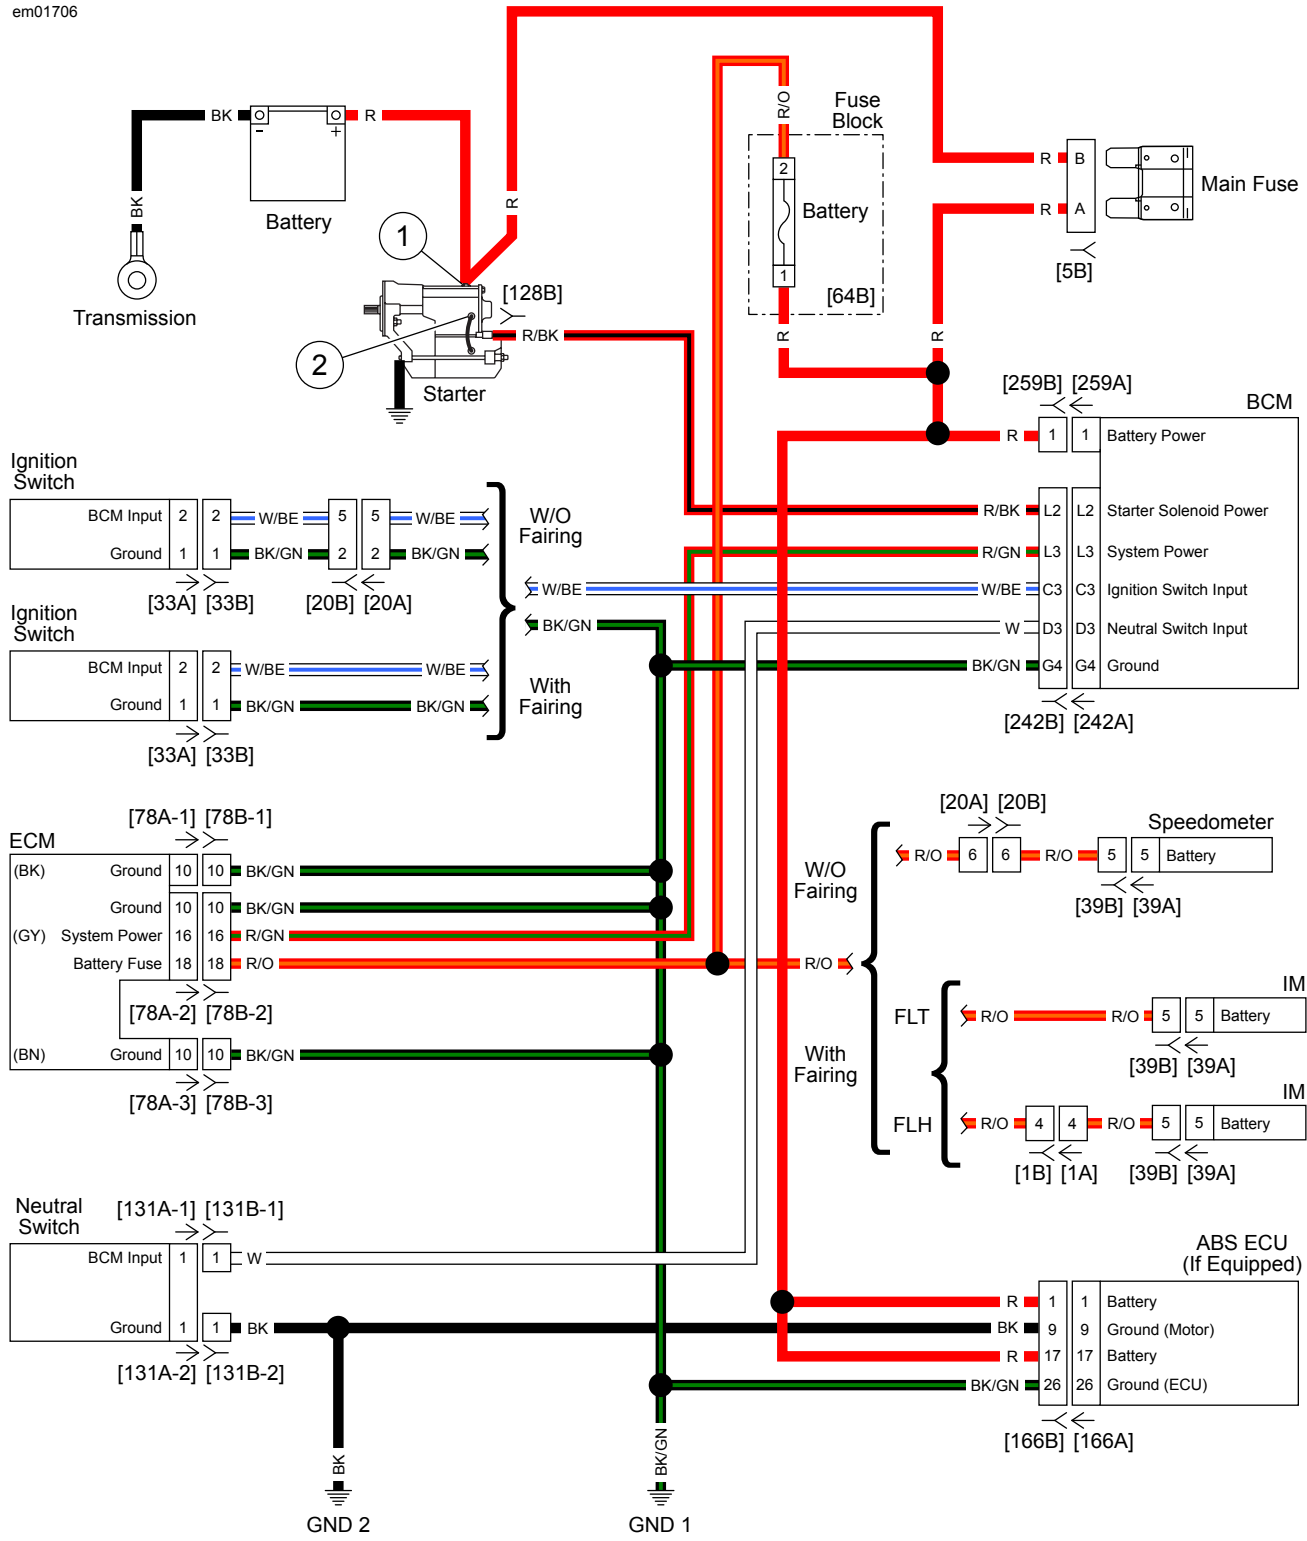 em01706
BK
R
Battery
BK
Transmission
R
1
2
[128B]
R/BK
Starter
R/O
Fuse
Block
2
Battery
1
[64B]
R
R
B
R
A
Main Fuse
[5B]
R
[259B] [259A]
BCM
R
1
1
Battery Power
R/BK
L2
L2
Starter Solenoid Power
R/GN
L3
L3
System Power
W/BE
W/BE
C3
C3
Ignition Switch Input
W
D3
D3
Neutral Switch Input
BK/GN
BK/GN
G4
G4
Ground
[242B] [242A]
Ignition
Switch
BCM Input
2
2
W/BE
5
5
W/BE
Ground
1
1
BK/GN
2
2
BK/GN
[33A] [33B]
[20B] [20A]
W/O
Fairing
Ignition
Switch
BCM Input
2
2
W/BE
W/BE
Ground
1
1
BK/GN
BK/GN
[33A] [33B]
With
Fairing
[78A-1] [78B-1]
ECM
(BK)
Ground
10
10
BK/GN
Ground
10
10
BK/GN
(GY)
System Power
16
16
R/GN
Battery Fuse
18
18
R/O
[78A-2] [78B-2]
(BN)
Ground
10
10
BK/GN
[78A-3] [78B-3]
R/O
W/O
Fairing
[20A] [20B]
Speedometer
R/O
6
6
R/O
5
5
Battery
[39B] [39A]
With
Fairing
FLT
IM
R/O
R/O
5
5
Battery
[39B] [39A]
FLH
IM
R/O
4
4
R/O
5
5
Battery
[1B] [1A]
[39B] [39A]
Neutral
Switch
[131A-1] [131B-1]
BCM Input
1
1
W
Ground
1
1
BK
[131A-2] [131B-2]
ABS ECU
(If Equipped)
R
1
1
Battery
BK
9
9
Ground (Motor)
R
17
17
Battery
BK/GN
26
26
Ground (ECU)
[166B] [166A]
BK
GND 2
BK/GN
GND 1
-
+